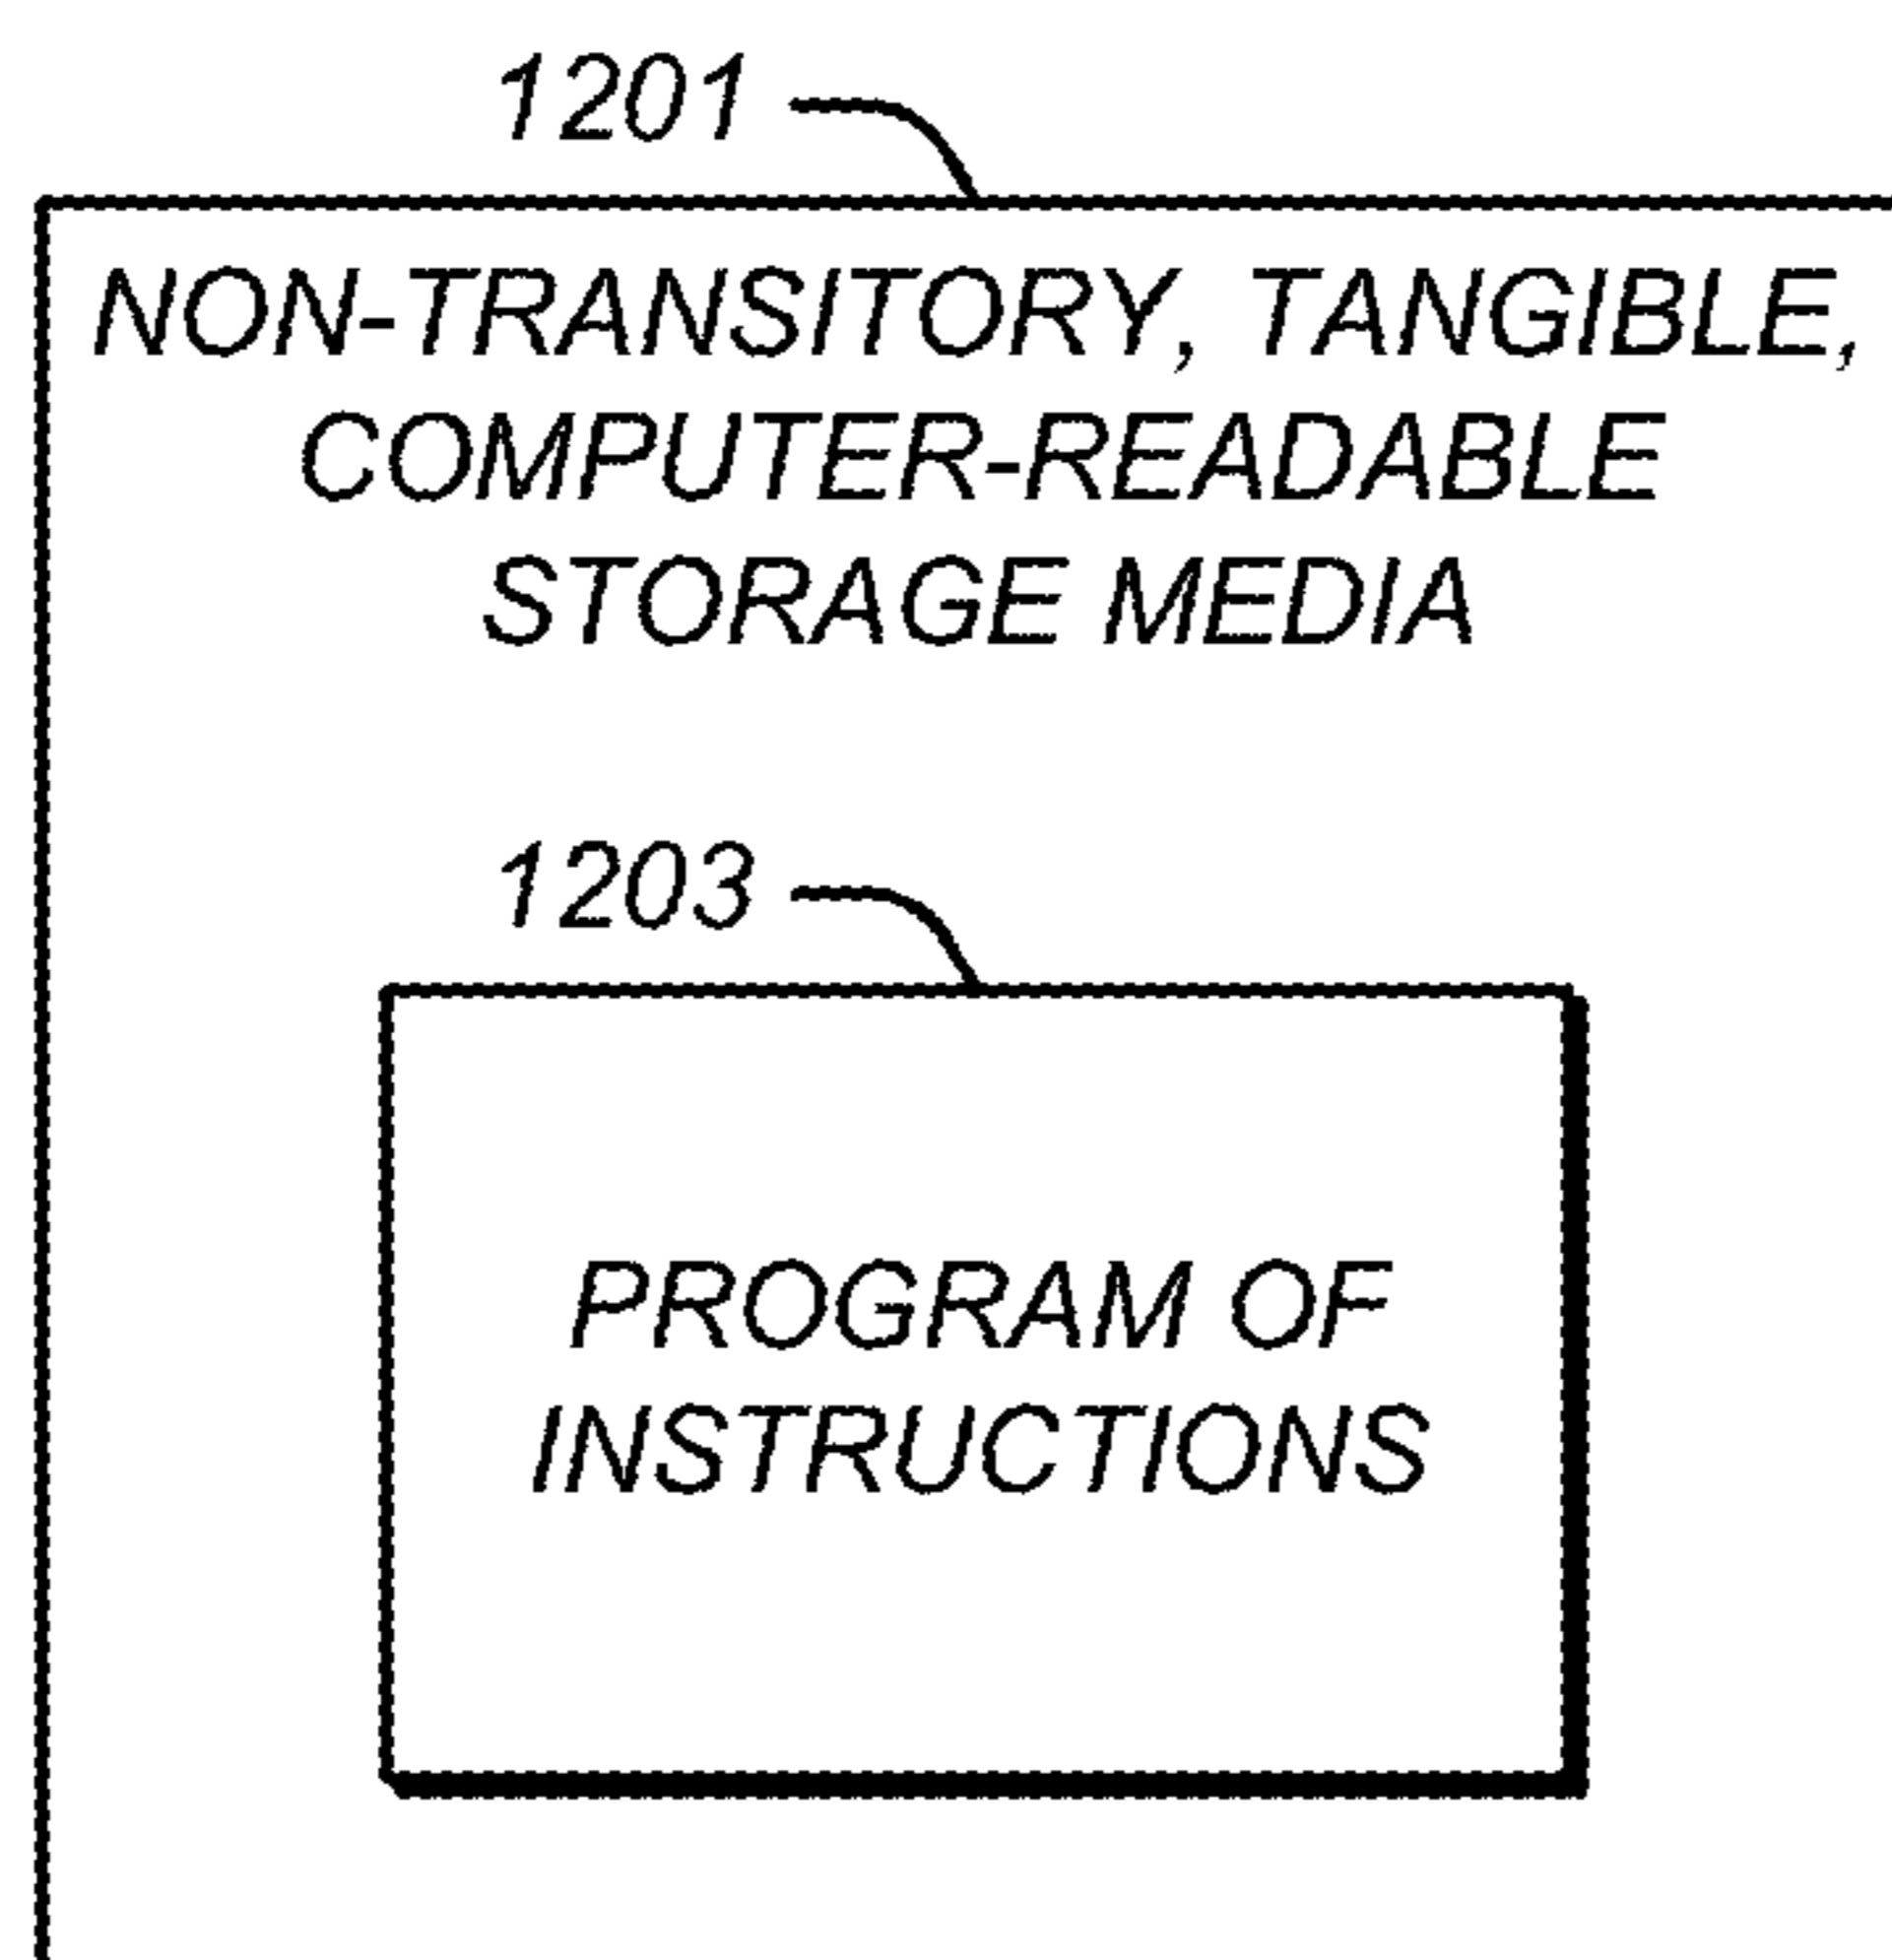 1201
NON-TRANSITORY, TANGIBLE,
COMPUTER-READABLE
STORAGE MEDIA
1203
PROGRAM OF
INSTRUCTIONS